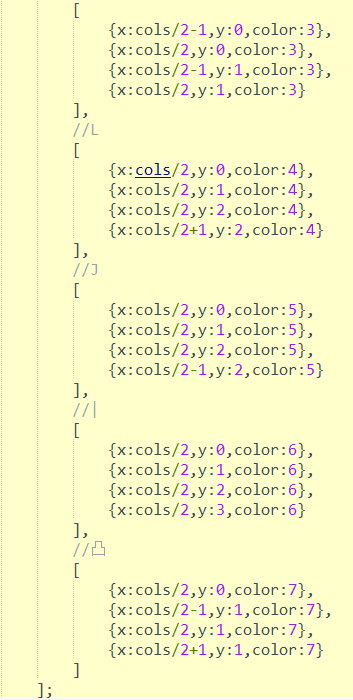 [
{x:cols/2-1,y:0,color:3},
{x:cols/2,y:0,color:3},
{x:cols/2-1,y:1,color:3},
{x:cols/2,y:1,color:3}
],
//L
[
{x:cols/2,y:0,color:4},
{x:cols/2,y:1,color:4},
{x:cols/2,y:2,color:4},
{x:cols/2+1,y:2,color:4}
],
//J
[
{x:cols/2,y:0,color:5},
{x:cols/2,y:1,color:5},
{x:cols/2,y:2,color:5},
{x:cols/2-1,y:2,color:5}
],
//|
[
{x:cols/2,y:0,color:6},
{x:cols/2,y:1,color:6},
{x:cols/2,y:2,color:6},
{x:cols/2,y:3,color:6}
],
//凸
[
{x:cols/2,y:0,color:7},
{x:cols/2-1,y:1,color:7},
{x:cols/2,y:1,color:7},
{x:cols/2+1,y:1,color:7}
]
];